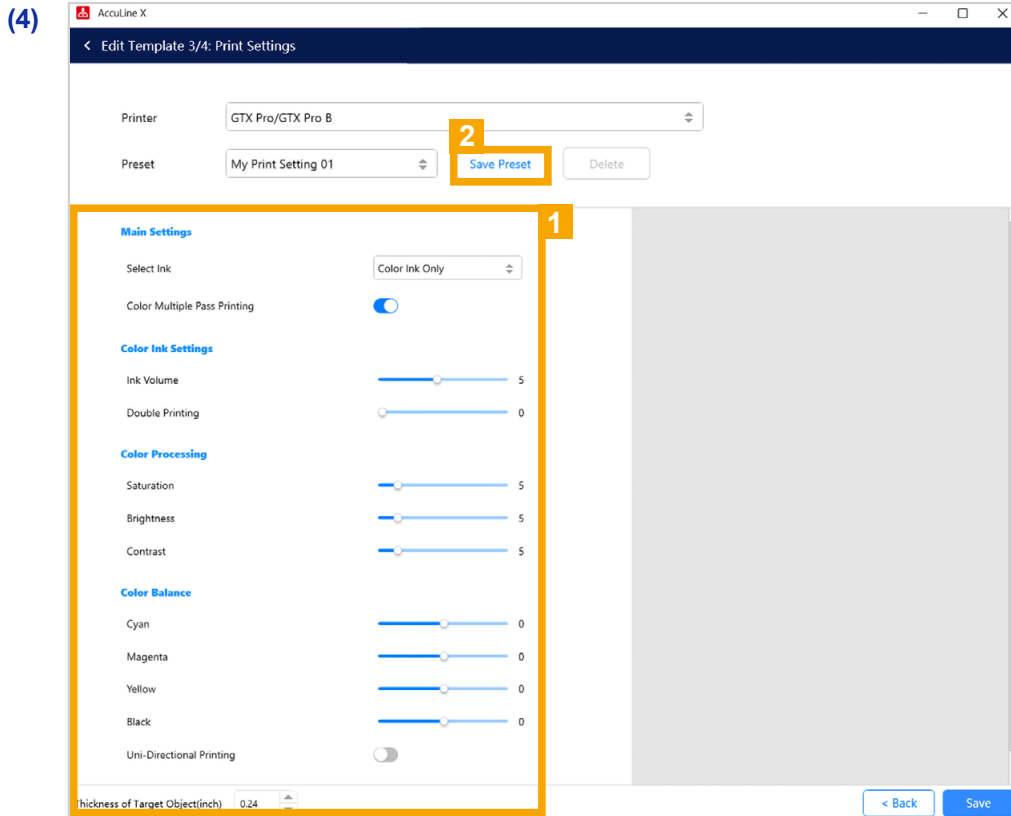 (4)
AccuLine X
< Edit Template 3/4: Print Settings
Printer GTX Pro/GTX Pro B
2
Preset My Print Setting 01 Save Preset Delete
1
Main Settings
Select Ink Color Ink Only
Color Multiple Pass Printing
Color Ink Settings
Ink Volume 5
Double Printing 0
Color Processing
Saturation 5
Brightness 5
Contrast 5
Color Balance
Cyan 0
Magenta 0
Yellow 0
Black 0
Uni-Directional Printing
Thickness of Target Object(inch) 0.24 < Back Save